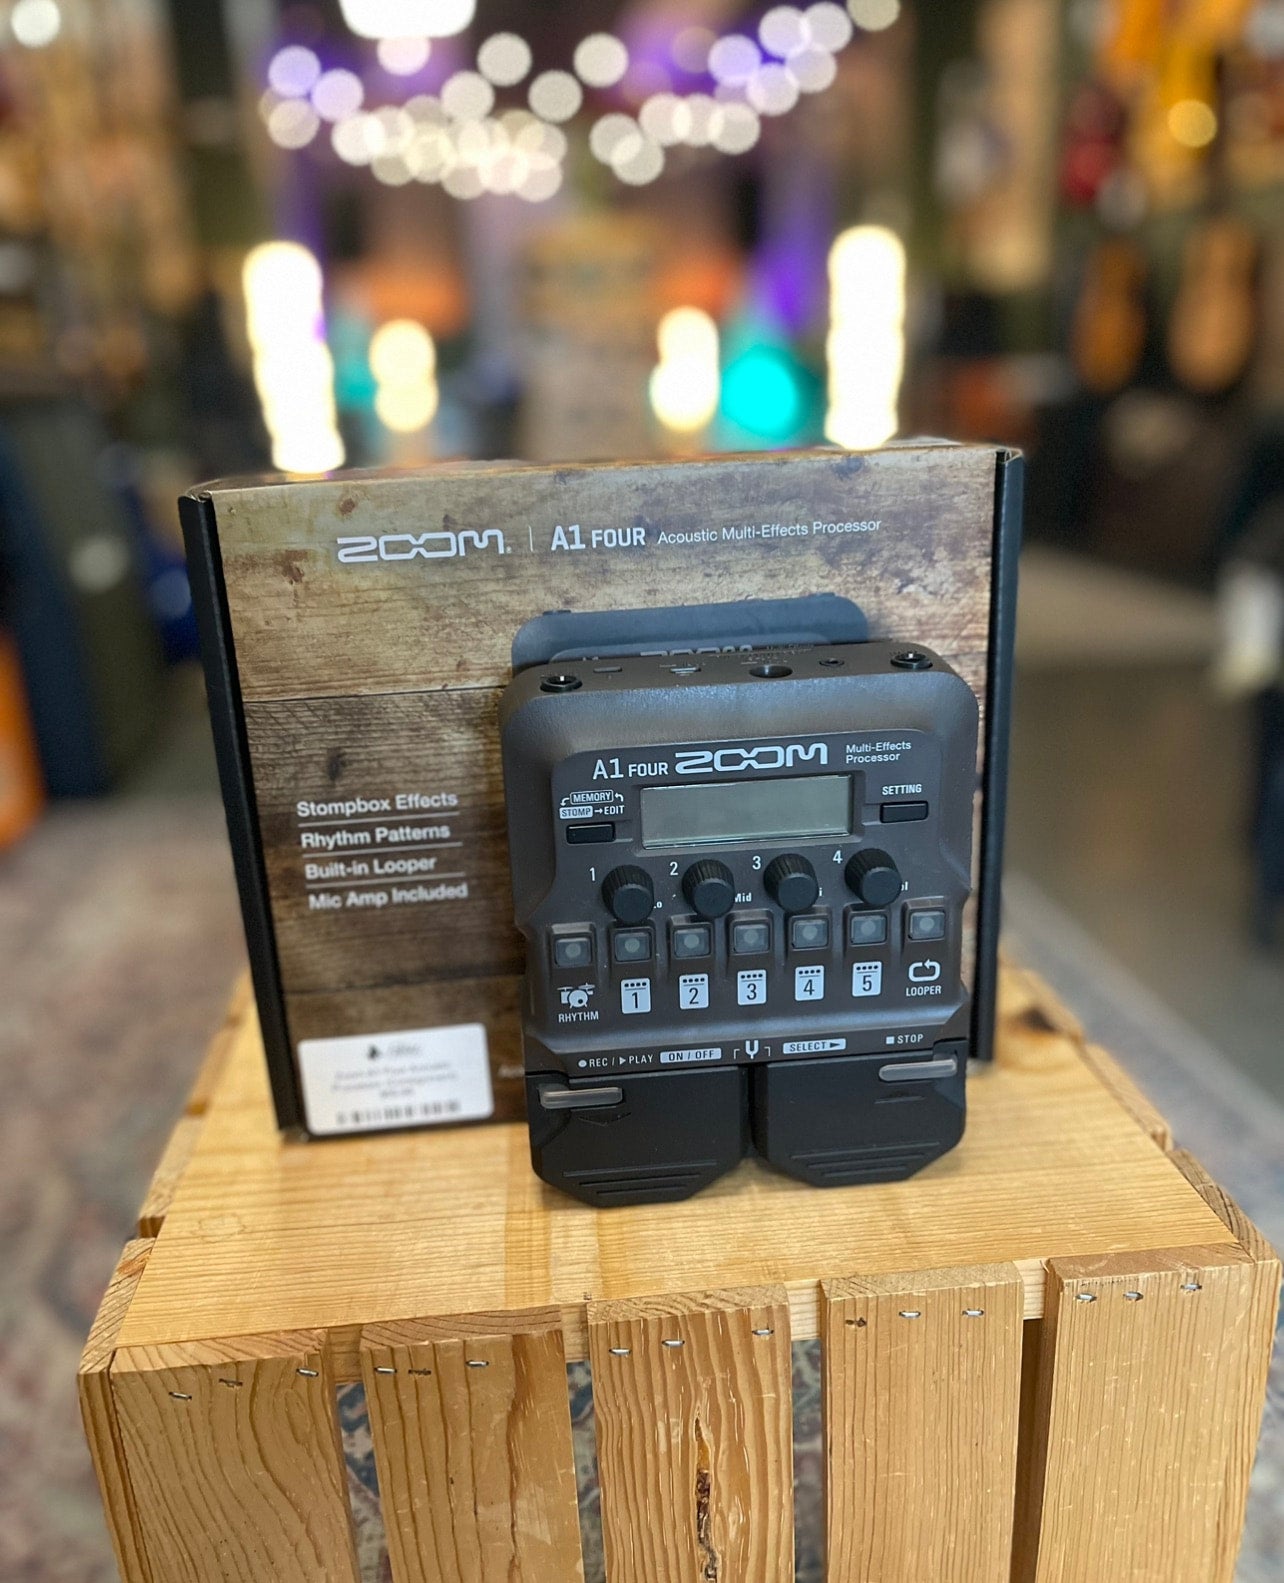 ZOOM | A1 FOUR Acoustic Multi-Effects Processor
Stompbox Effects
Rhythm Patterns
Built-in Looper
Mic Amp Included
A1 FOUR ZOOM Multi-Effects Processor
MEMORY
STOMP EDIT
SETTING
1 2 3 4
Mid
RHYTHM 1 2 3 4 5 LOOPER
REC / PLAY ON / OFF SELECT STOP